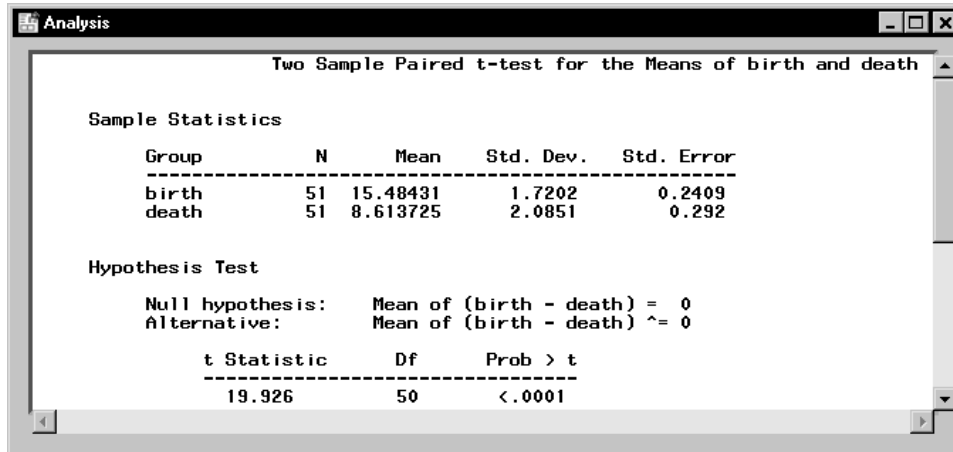 Analysis
Two Sample Paired t-test for the Means of birth and death
Sample Statistics
Group N Mean Std. Dev. Std. Error
----------------------------------------------------
birth 51 15.48431 1.7202 0.2409
death 51 8.613725 2.0851 0.292
Hypothesis Test
Null hypothesis: Mean of (birth - death) = 0
Alternative: Mean of (birth - death) ^= 0
t Statistic Df Prob > t
---------------------------------
19.926 50 <.0001